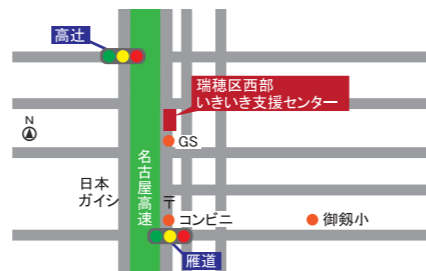 高辻
瑞穂区西部
いきいき支援センター
N
GS
名古屋高速
日本
ガイシ
〒
コンビニ
御剱小
雁道